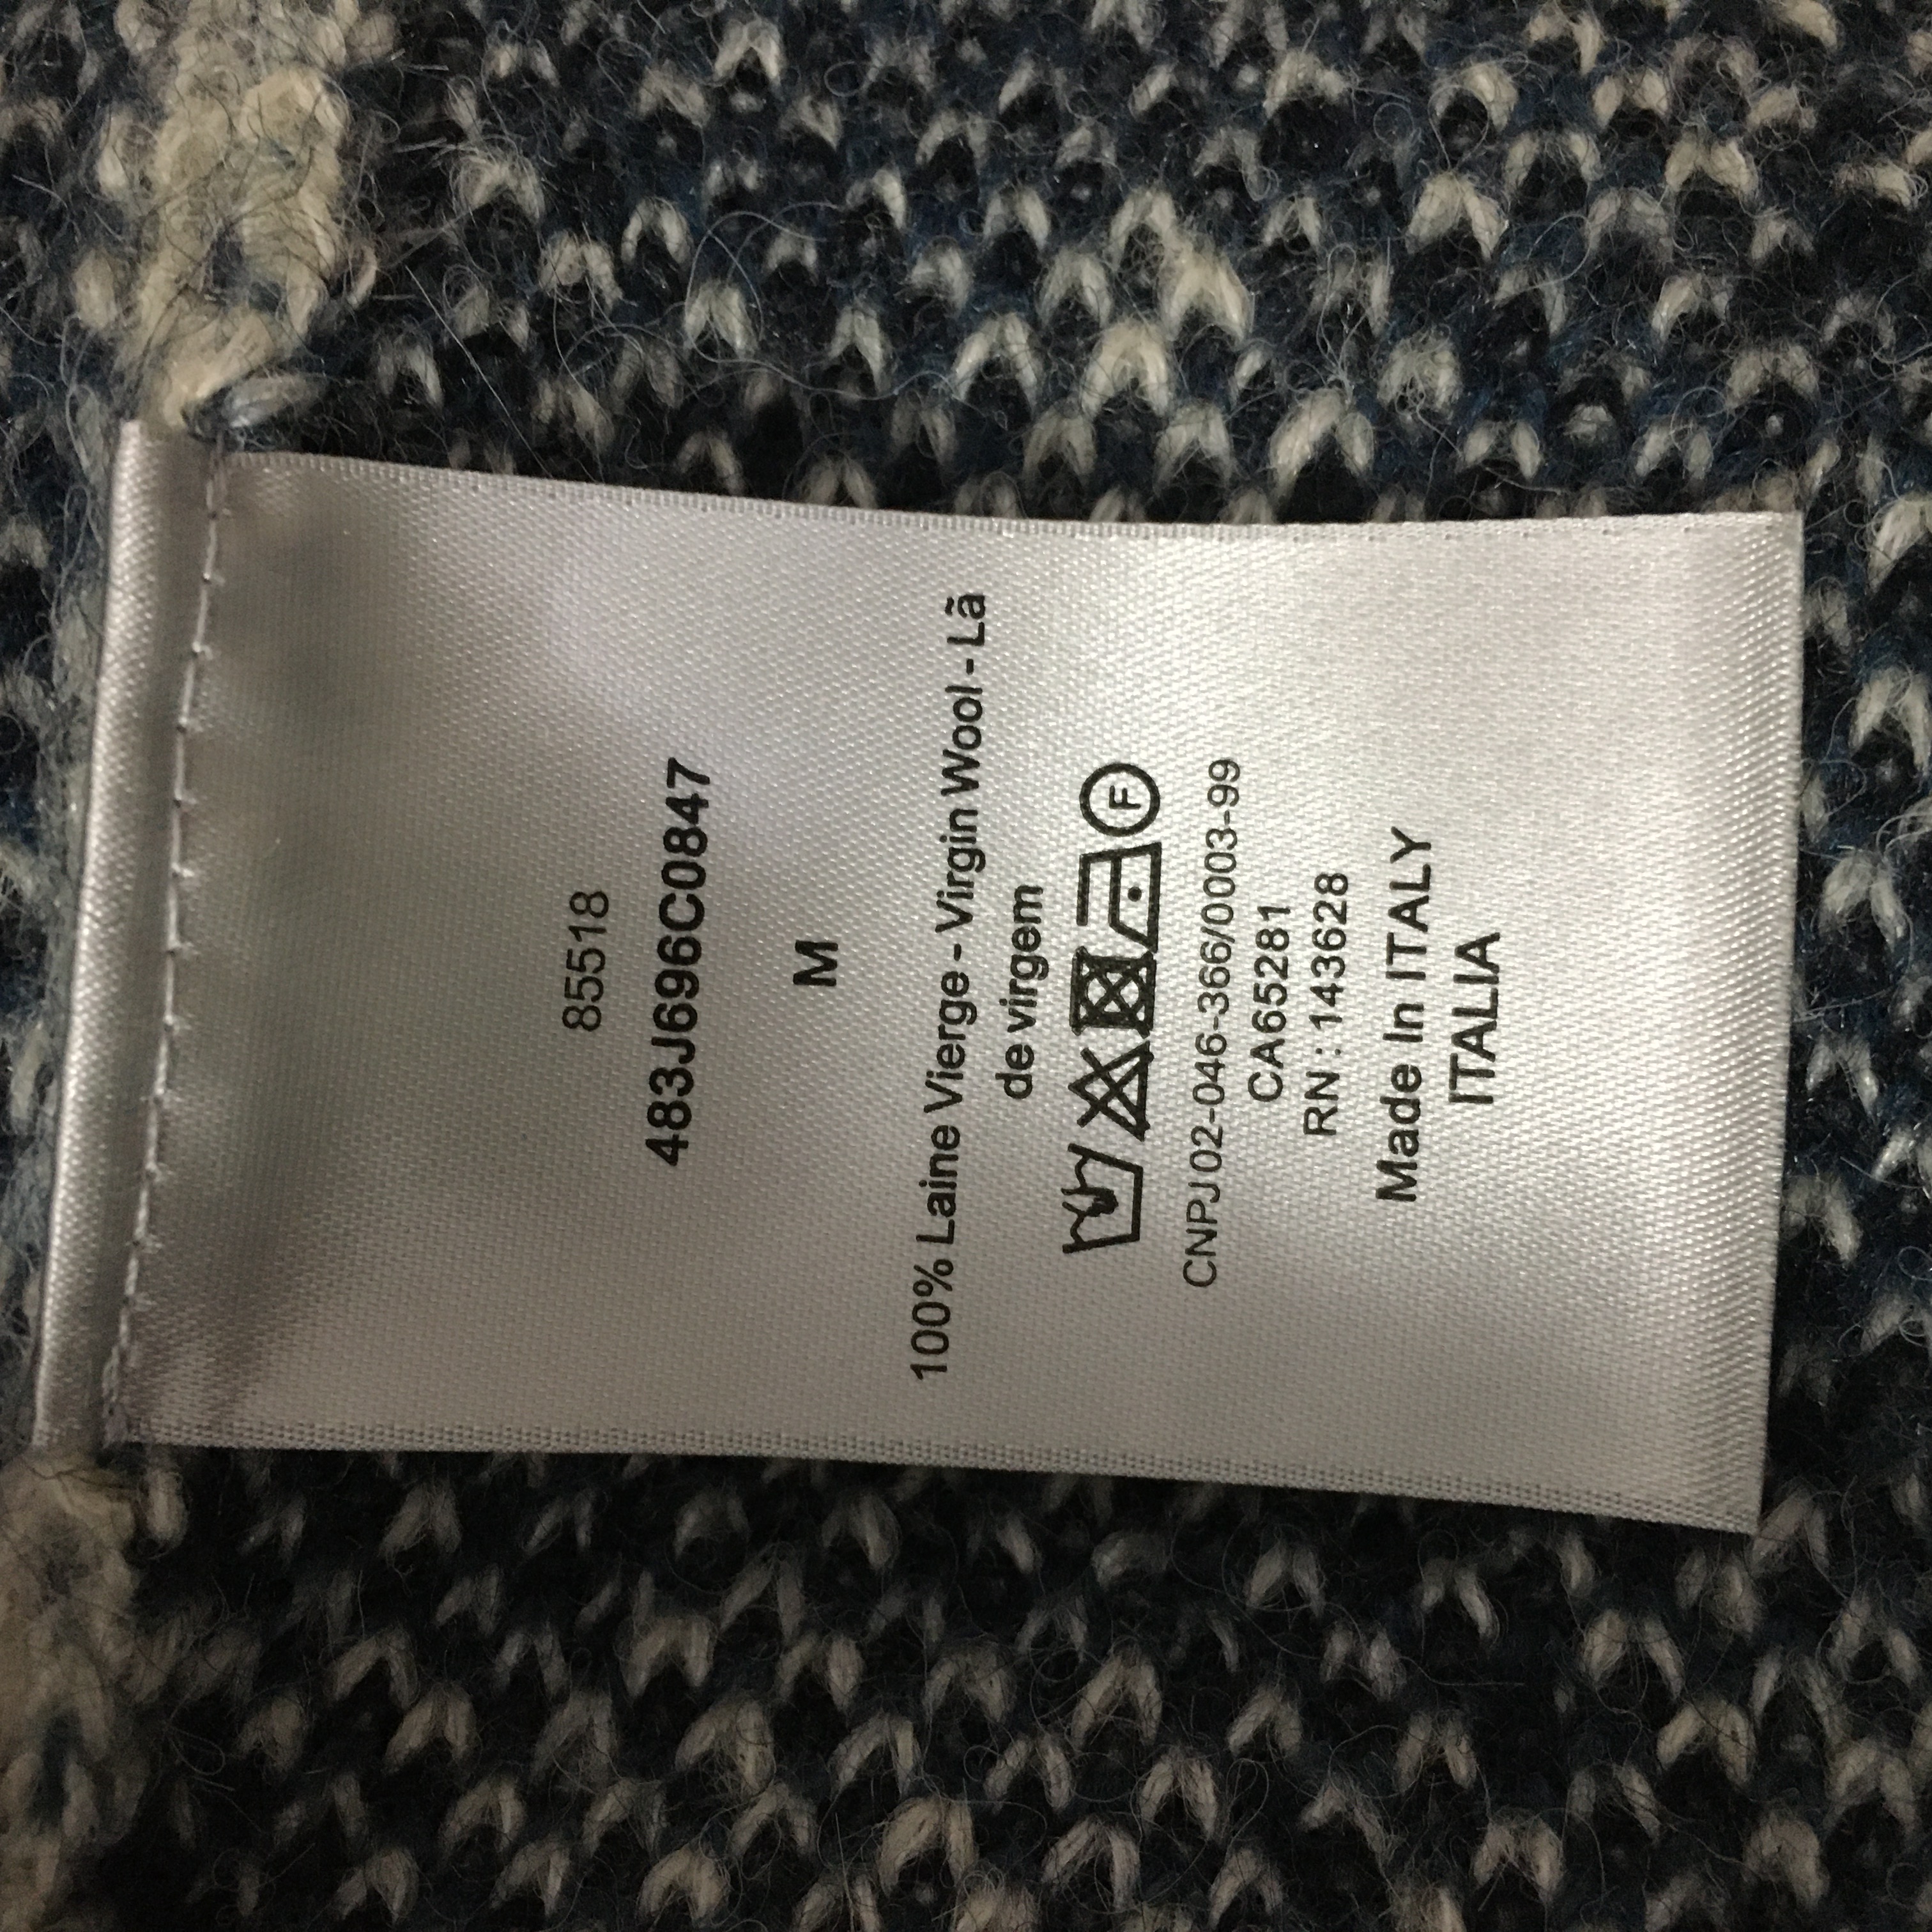 85518
483J696C0847
M
100% Laine Vierge - Virgin Wool - Lã
de virgem
F
CNPJ 02-046-366/0003-99
CA65281
RN : 143628
Made In ITALY
ITALIA